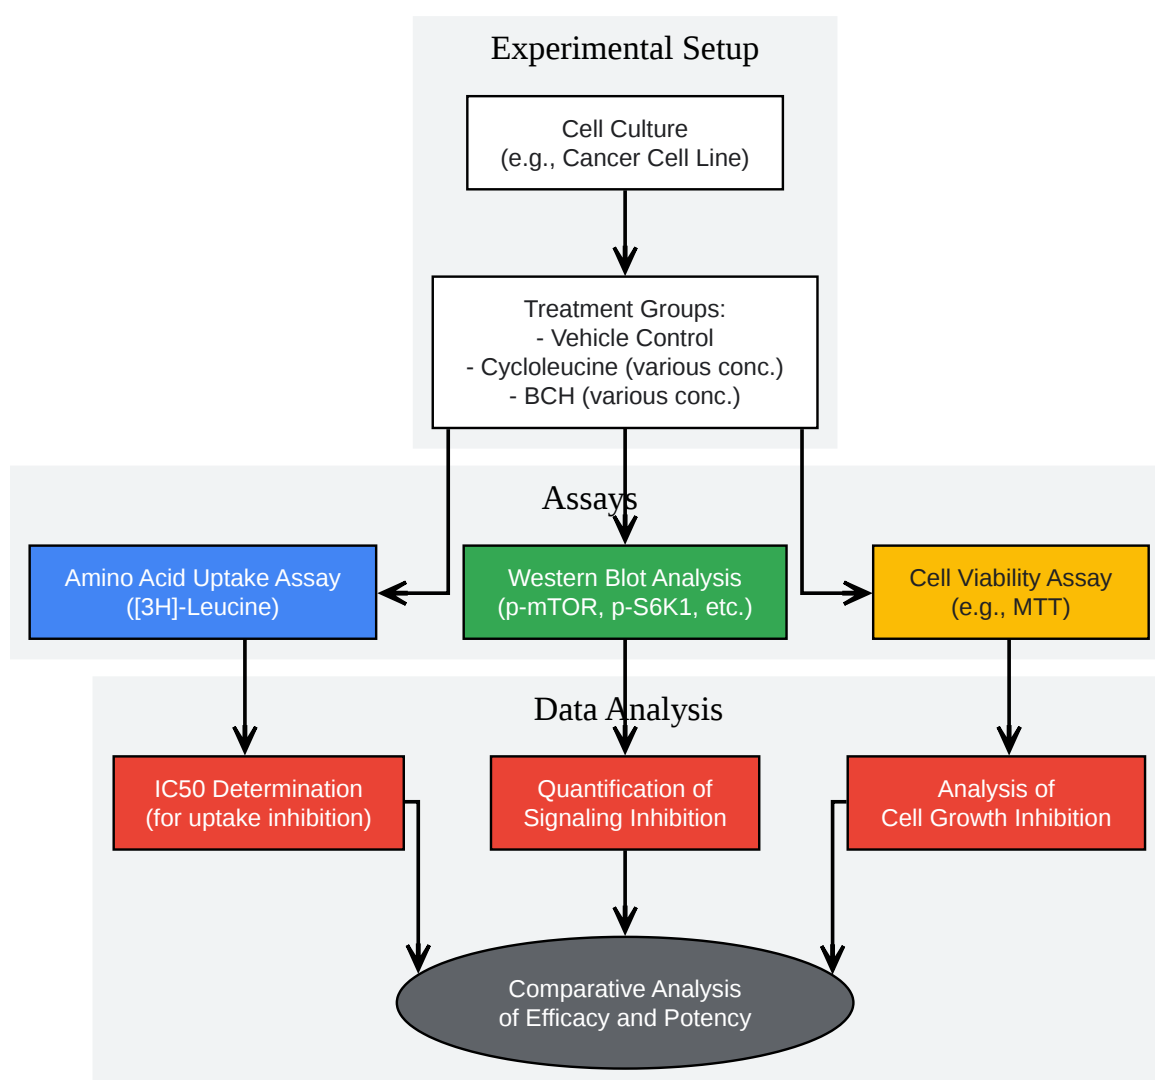 Experimental Setup
Cell Culture
(e.g., Cancer Cell Line)
Treatment Groups:
- Vehicle Control
- Cycloleucine (various conc.)
- BCH (various conc.)
Assays
Amino Acid Uptake Assay
([3H]-Leucine)
Western Blot Analysis
(p-mTOR, p-S6K1, etc.)
Cell Viability Assay
(e.g., MTT)
Data Analysis
IC50 Determination
(for uptake inhibition)
Quantification of
Signaling Inhibition
Analysis of
Cell Growth Inhibition
Comparative Analysis
of Efficacy and Potency